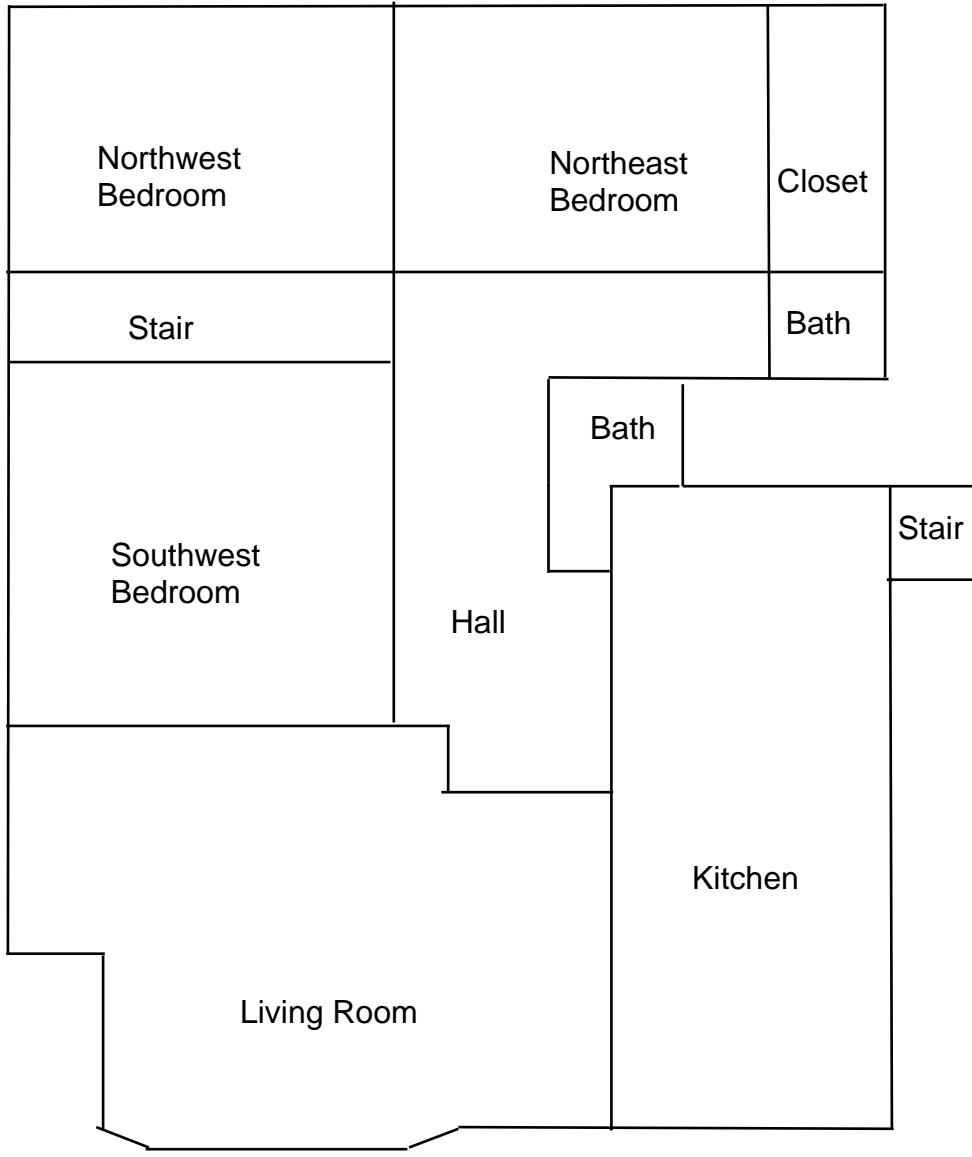 Northwest
Bedroom
Northeast
Bedroom
Closet
Stair
Bath
Bath
Stair
Southwest
Bedroom
Hall
Kitchen
Living Room